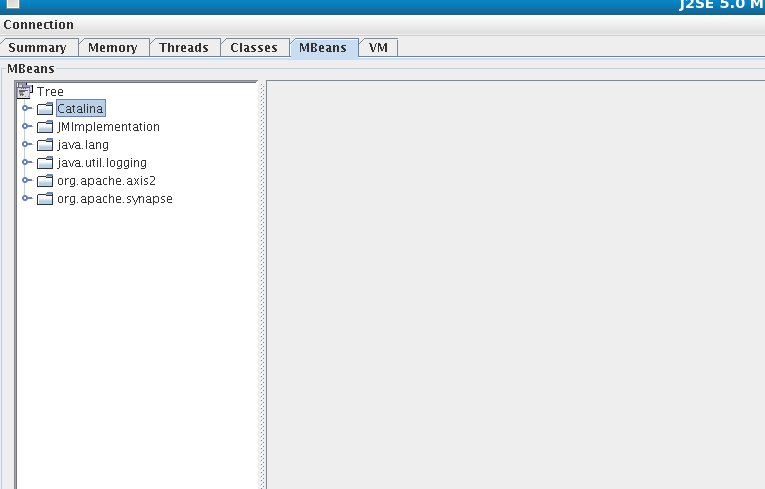 J2SE 5.0 M
Connection
Summary Memory Threads Classes MBeans VM
MBeans
Tree
Catalina
JMImplementation
java.lang
java.util.logging
org.apache.axis2
org.apache.synapse